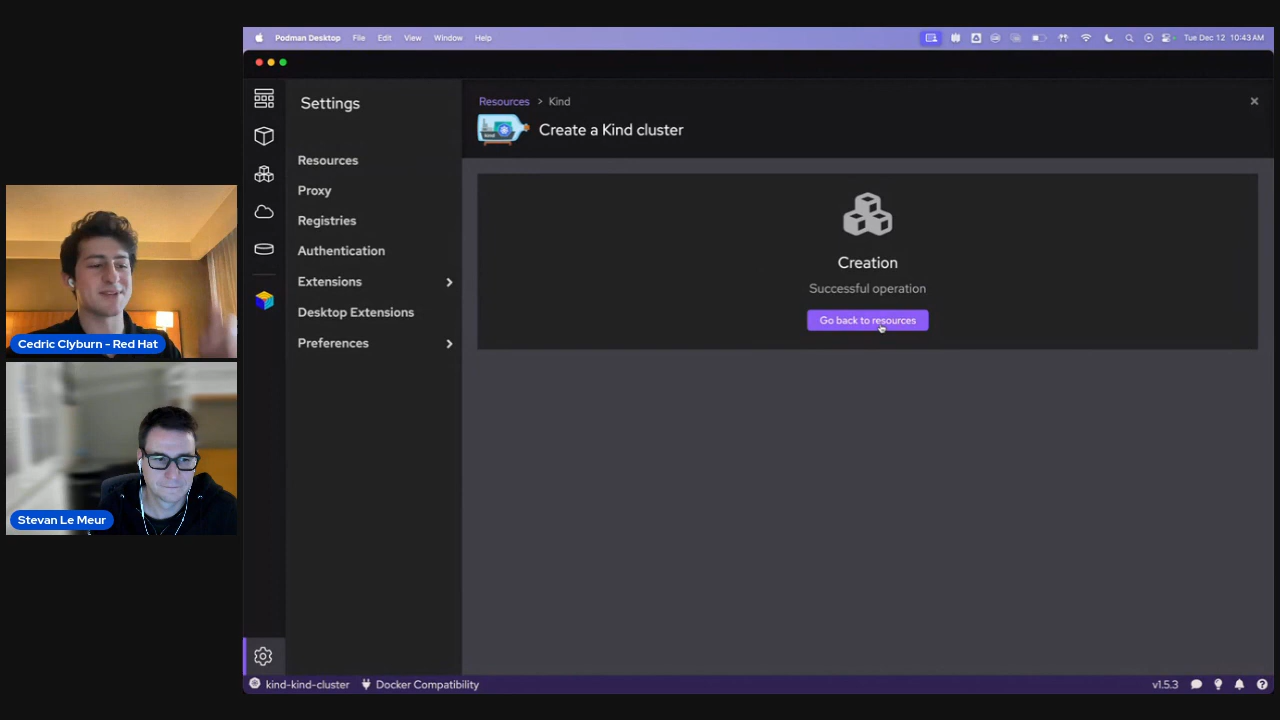 Podman Desktop File Edit View Window Help
Tue Dec 12 10:43 AM
Settings
Resources
Proxy
Registries
Authentication
Extensions
Desktop Extensions
Preferences
Resources > Kind
Create a Kind cluster
Creation
Successful operation
Go back to resources
kind-kind-cluster Docker Compatibility
v1.5.3
Cedric Clyburn - Red Hat
Stevan Le Meur